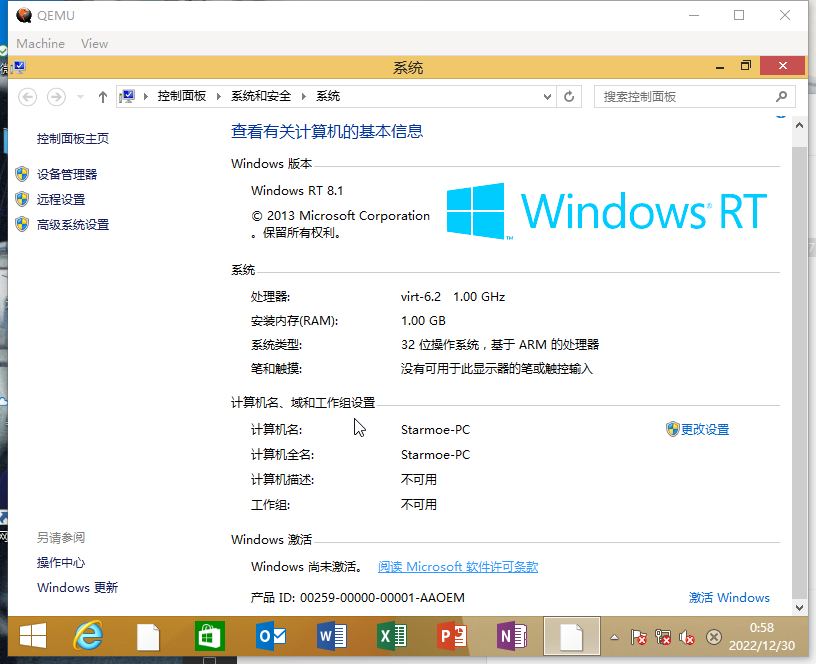 QEMU
Machine View
系统
控制面板 系统和安全 系统
搜索控制面板
控制面板主页
设备管理器
远程设置
高级系统设置
查看有关计算机的基本信息
Windows 版本
Windows RT 8.1
© 2013 Microsoft Corporation
。保留所有权利。
Windows RT
系统
处理器: virt-6.2 1.00 GHz
安装内存(RAM): 1.00 GB
系统类型: 32 位操作系统，基于 ARM 的处理器
笔和触摸: 没有可用于此显示器的笔或触控输入
计算机名、域和工作组设置
计算机名: Starmoe-PC 更改设置
计算机全名: Starmoe-PC
计算机描述: 不可用
工作组: 不可用
Windows 激活
Windows 尚未激活。 阅读 Microsoft 软件许可条款
产品 ID: 00259-00000-00001-AAOEM 激活 Windows
另请参阅
操作中心
Windows 更新
0:58
2022/12/30